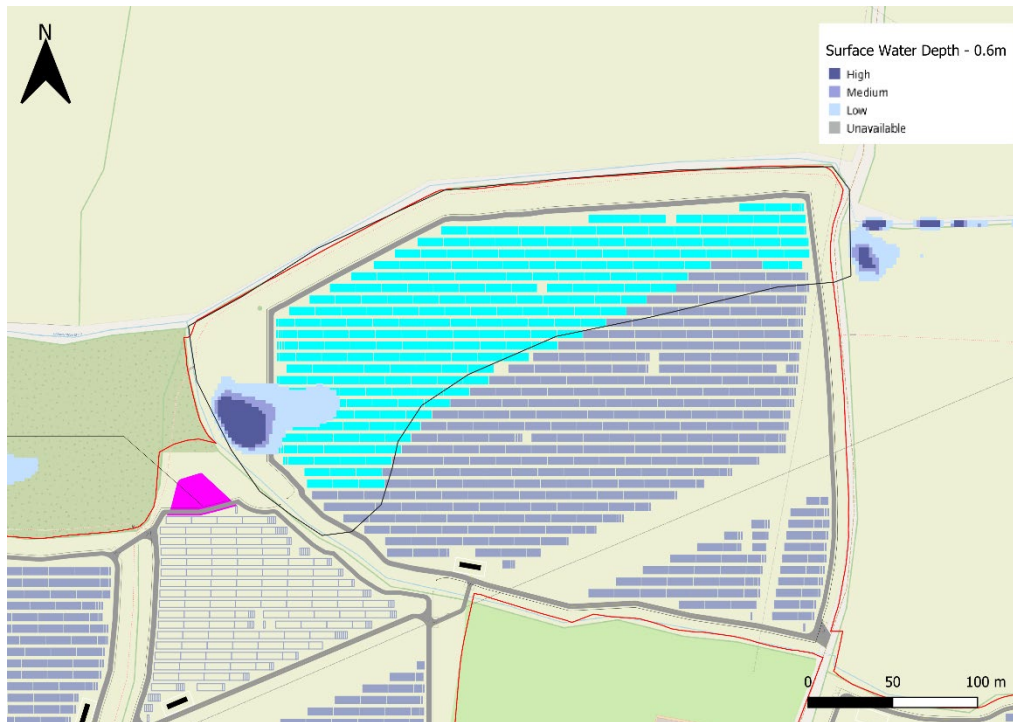 N
Surface Water Depth - 0.6m
High
Medium
Low
Unavailable
0 50 100 m